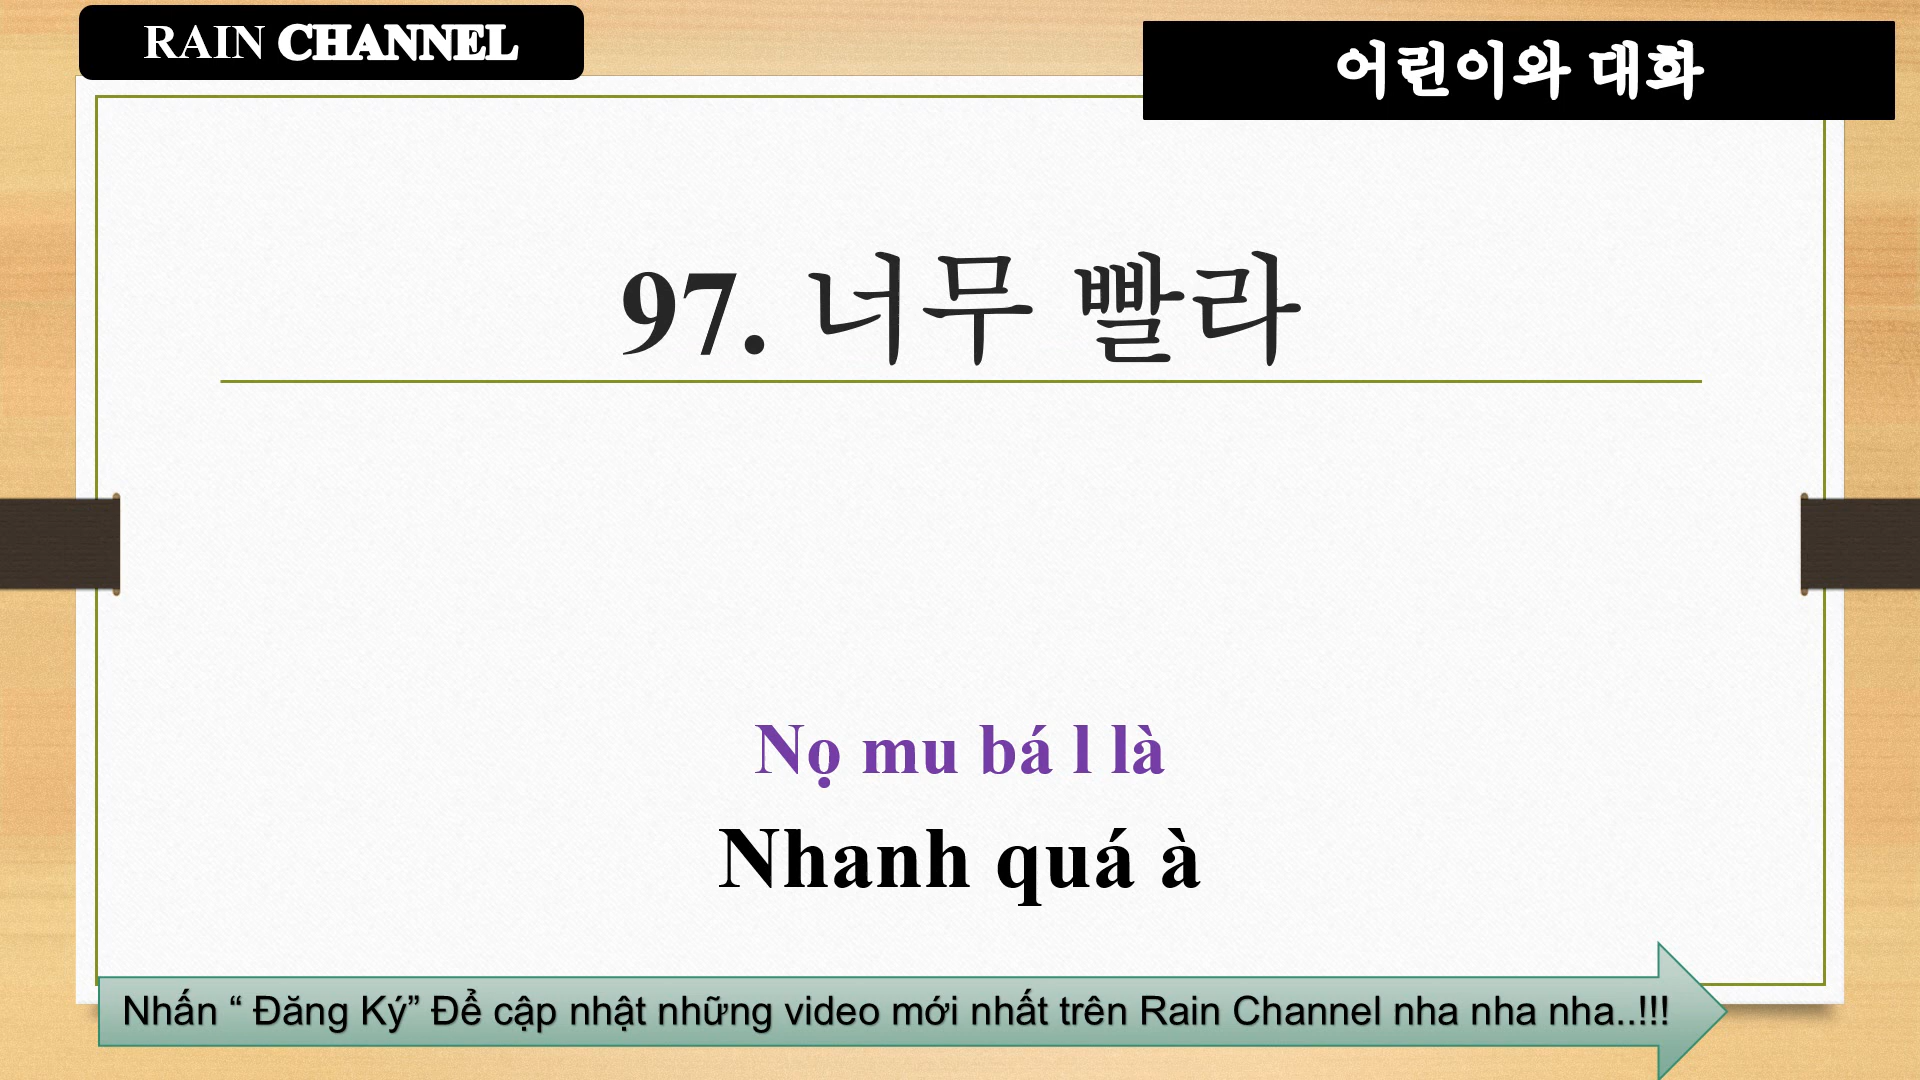 RAIN CHANNEL
어린이와 대화
97. 너무 빨라
Nọ mu bá l là
Nhanh quá à
Nhấn “ Đăng Ký” Để cập nhật những video mới nhất trên Rain Channel nha nha nha..!!!